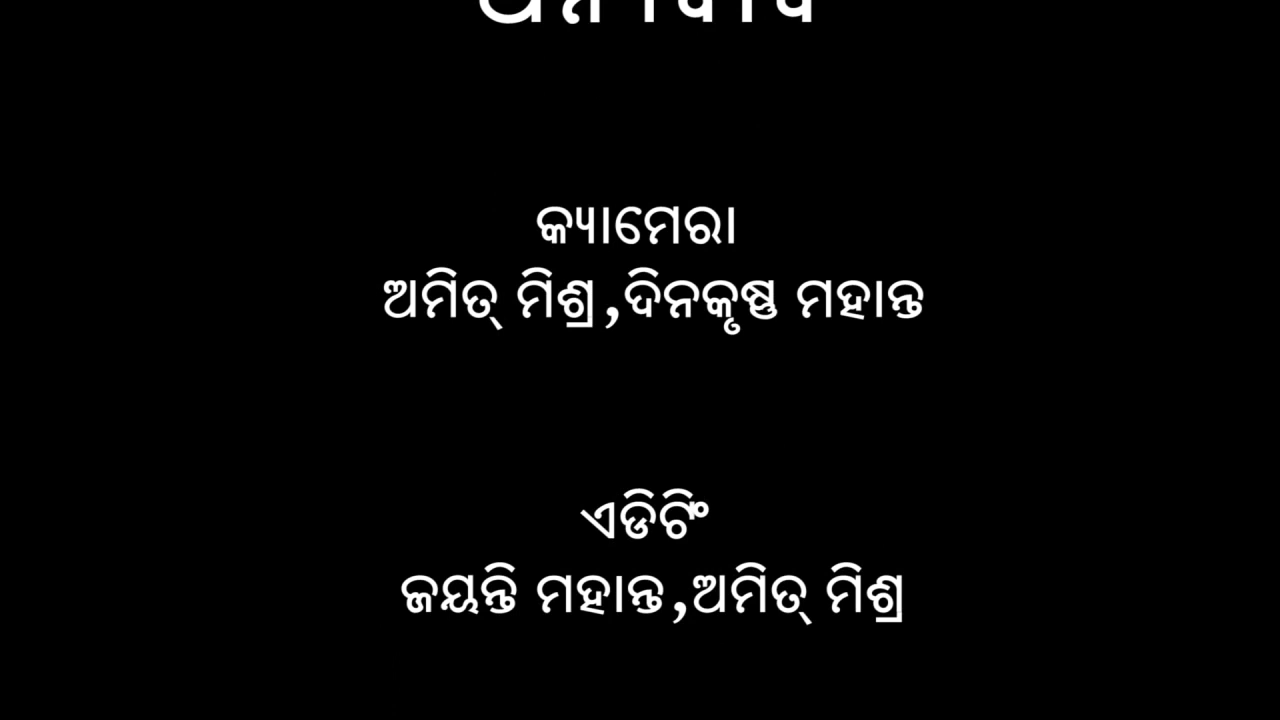 କ୍ୟାମେରା
ଅମିତ୍ ମିଶ୍ର,ଦିନକୃଷ୍ଣ ମହାନ୍ତ
ଏଡିଟିଂ
ଜୟନ୍ତି ମହାନ୍ତ,ଅମିତ୍ ମିଶ୍ର